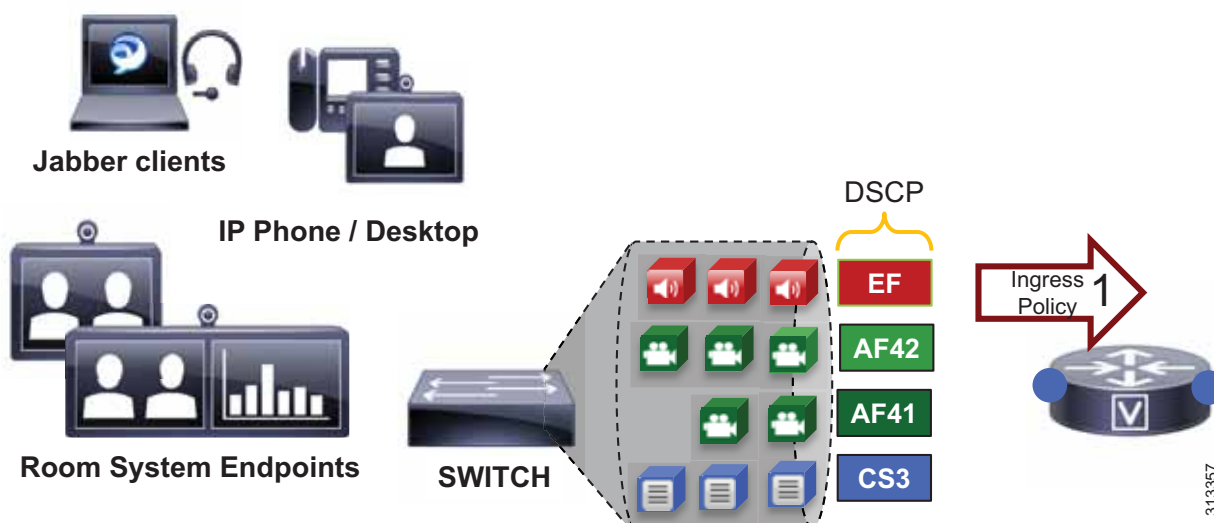 Jabber clients
IP Phone / Desktop
Room System Endpoints
SWITCH
DSCP
EF
AF42
AF41
CS3
Ingress
Policy
1
V
313357